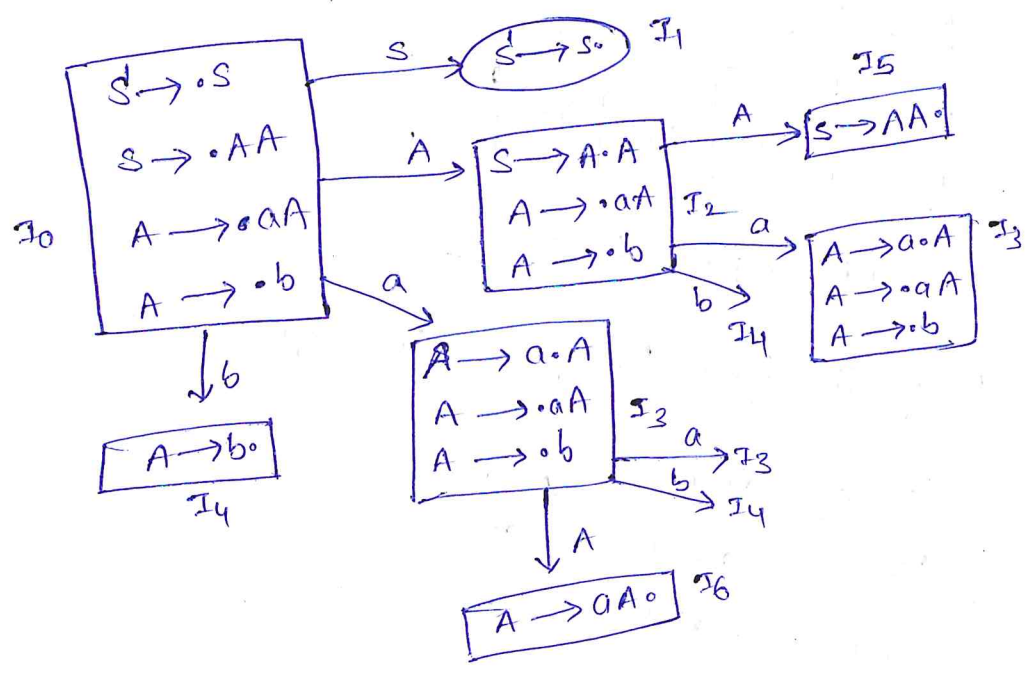 S' → •S
S → •AA
A → •aA
A → •b
I0
S
S' → S•
I1
A
S → A•A
A → •aA
A → •b
I2
A
I5
S → AA•
a
I3
A → a•A
A → •aA
A → •b
b
I4
a
A → a•A
A → •aA
A → •b
I3
a
I3
b
I4
b
A → b•
I4
A
A → aA•
I6